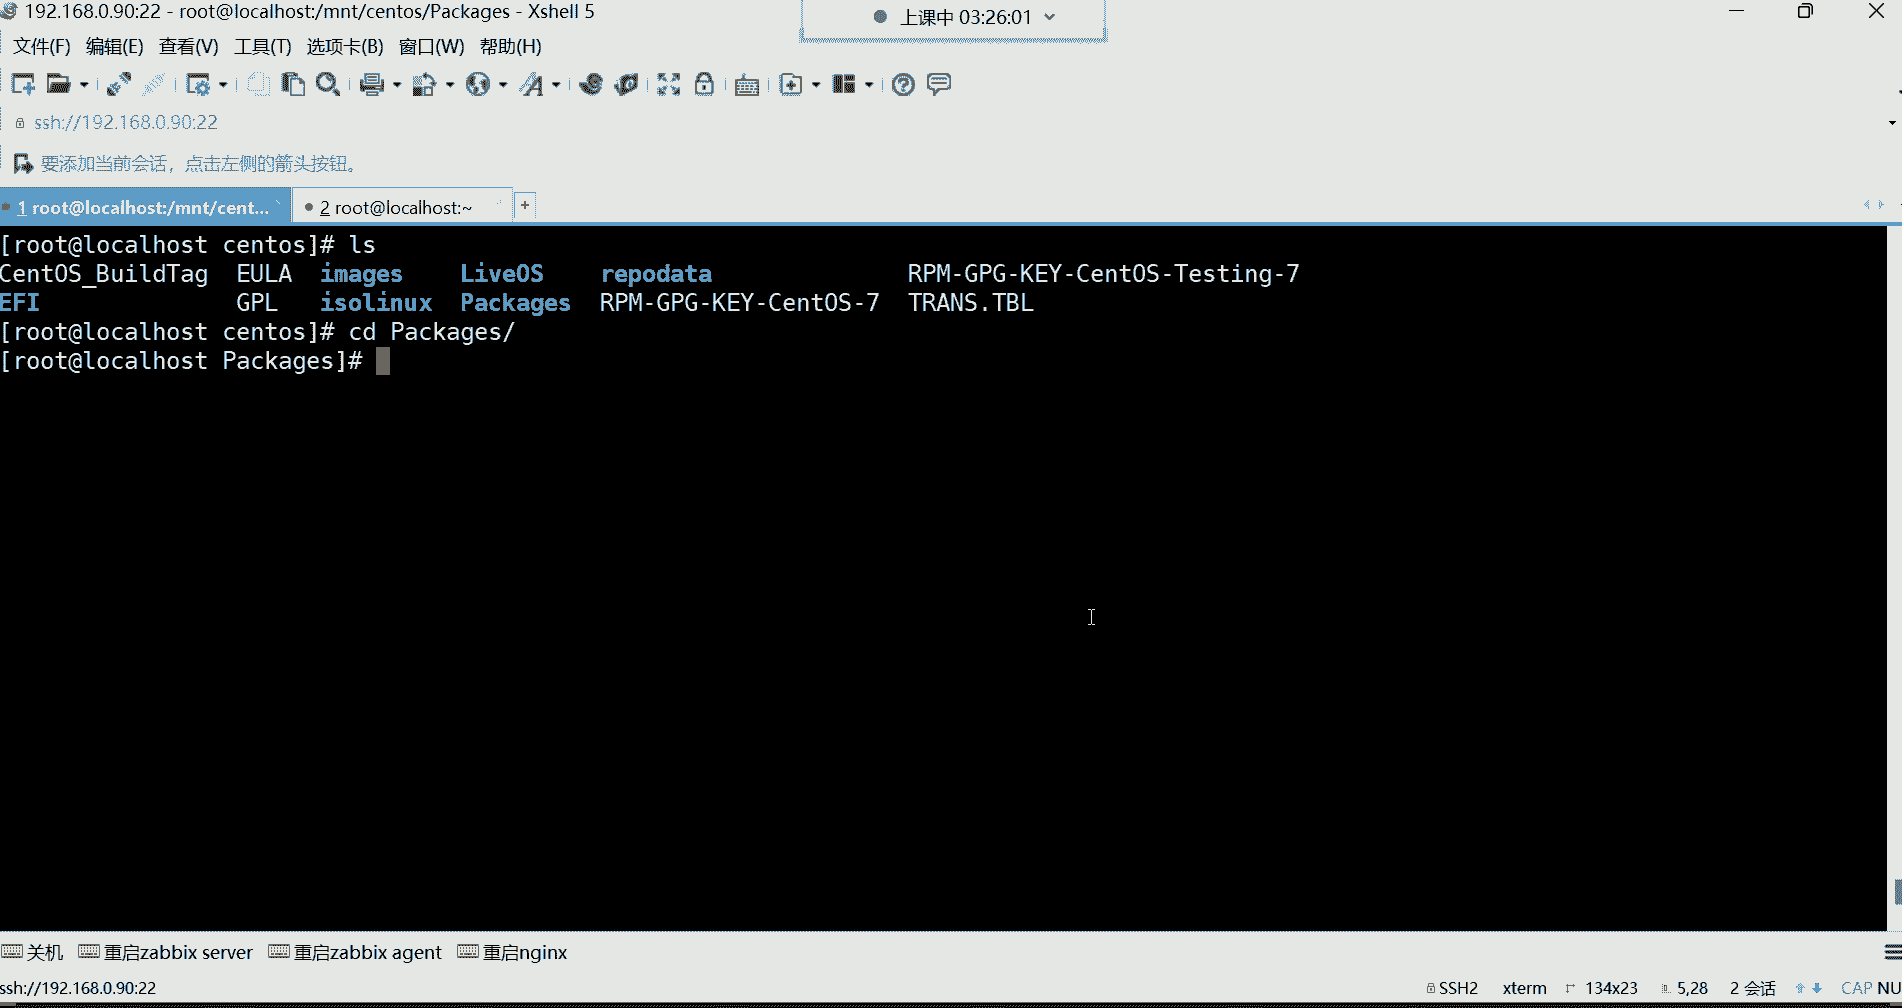 192.168.0.90:22 - root@localhost:/mnt/centos/Packages - Xshell 5
上课中 03:26:01
文件(F) 编辑(E) 查看(V) 工具(T) 选项卡(B) 窗口(W) 帮助(H)
ssh://192.168.0.90:22
要添加当前会话，点击左侧的箭头按钮。
1 root@localhost:/mnt/cent... 2 root@localhost:~ +
[root@localhost centos]# ls
CentOS_BuildTag EULA images LiveOS repodata RPM-GPG-KEY-CentOS-Testing-7
EFI GPL isolinux Packages RPM-GPG-KEY-CentOS-7 TRANS.TBL
[root@localhost centos]# cd Packages/
[root@localhost Packages]#
关机 重启zabbix server 重启zabbix agent 重启nginx
ssh://192.168.0.90:22 SSH2 xterm 134x23 5,28 2 会话 CAP NU